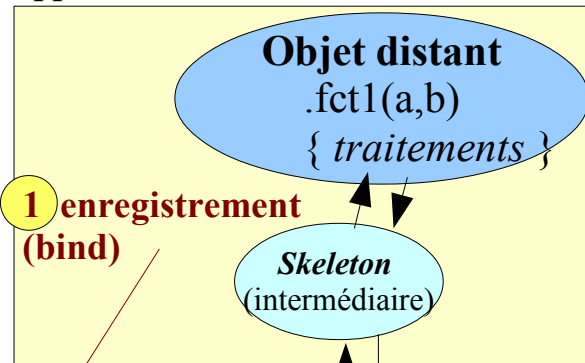 Objet distant
.fct1(a,b)
{ traitements }
1 enregistrement
(bind)
Skeleton
(intermédiaire)